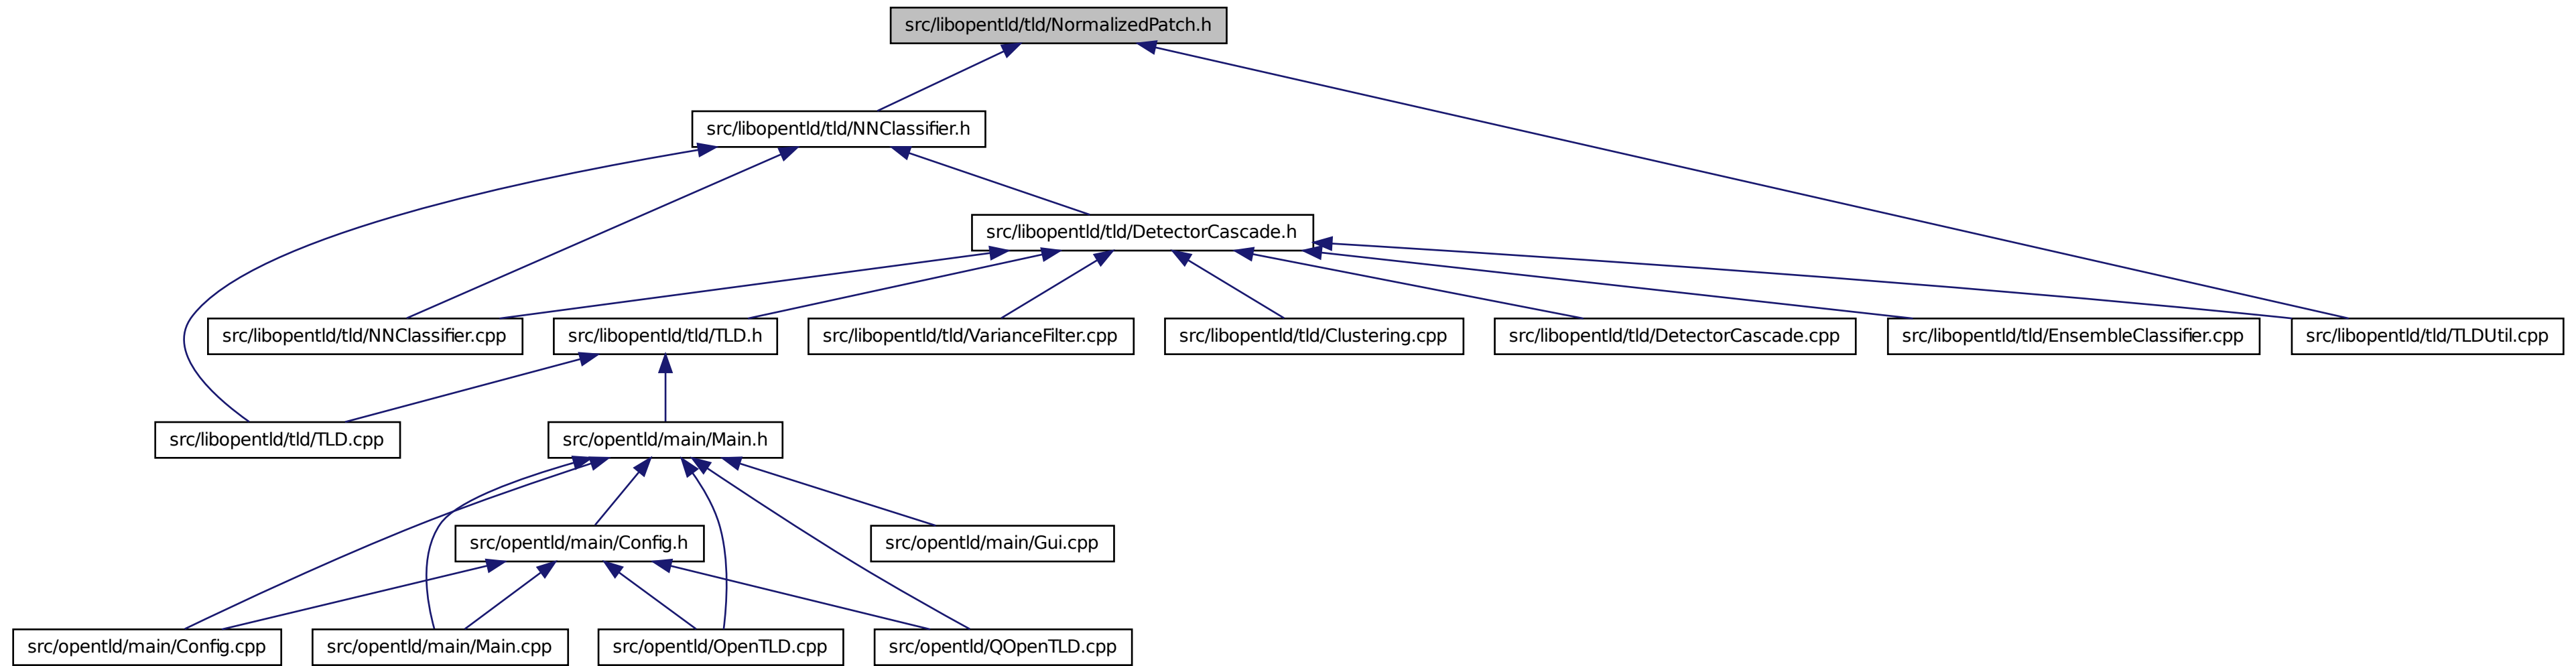 src/libopentld/tld/NormalizedPatch.h
src/libopentld/tld/NNClassifier.h
src/libopentld/tld/DetectorCascade.h
src/libopentld/tld/NNClassifier.cpp
src/libopentld/tld/TLD.h
src/libopentld/tld/VarianceFilter.cpp
src/libopentld/tld/Clustering.cpp
src/libopentld/tld/DetectorCascade.cpp
src/libopentld/tld/EnsembleClassifier.cpp
src/libopentld/tld/TLDUtil.cpp
src/libopentld/tld/TLD.cpp
src/opentld/main/Main.h
src/opentld/main/Config.h
src/opentld/main/Gui.cpp
src/opentld/main/Config.cpp
src/opentld/main/Main.cpp
src/opentld/OpenTLD.cpp
src/opentld/QOpenTLD.cpp